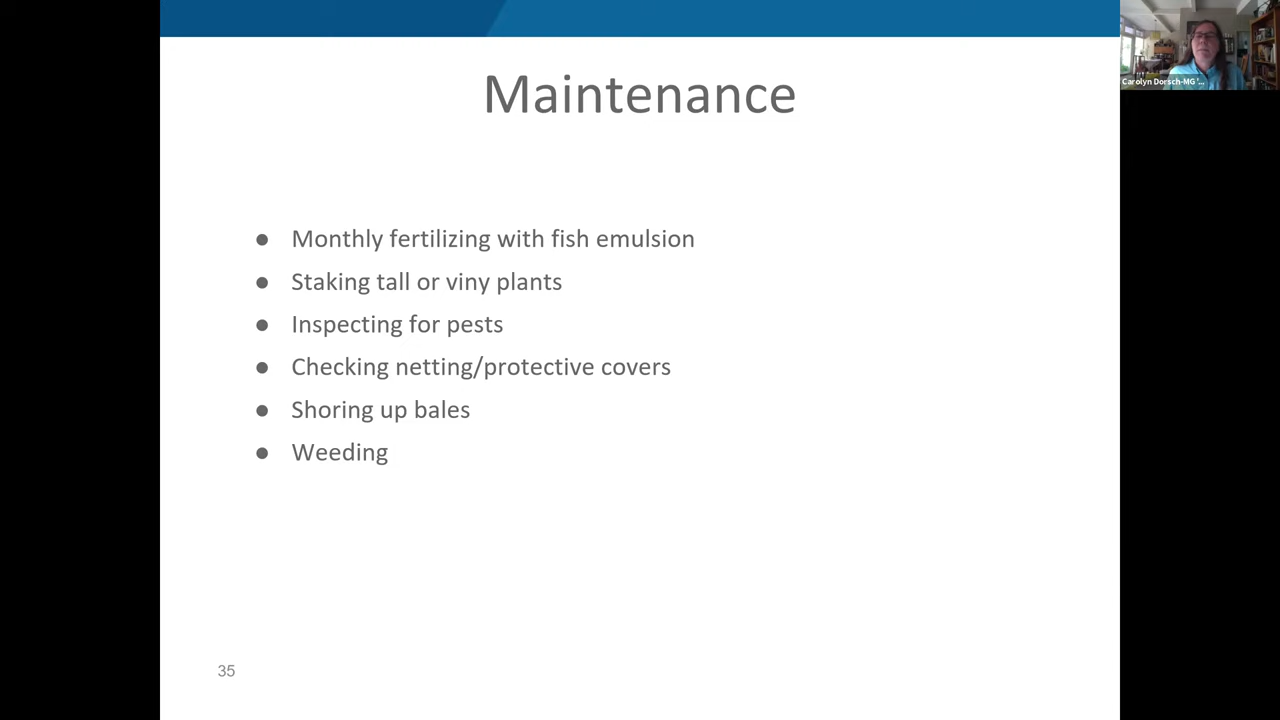 Maintenance
Carolyn Dorsch-MG '...
● Monthly fertilizing with fish emulsion
● Staking tall or viny plants
● Inspecting for pests
● Checking netting/protective covers
● Shoring up bales
● Weeding
35